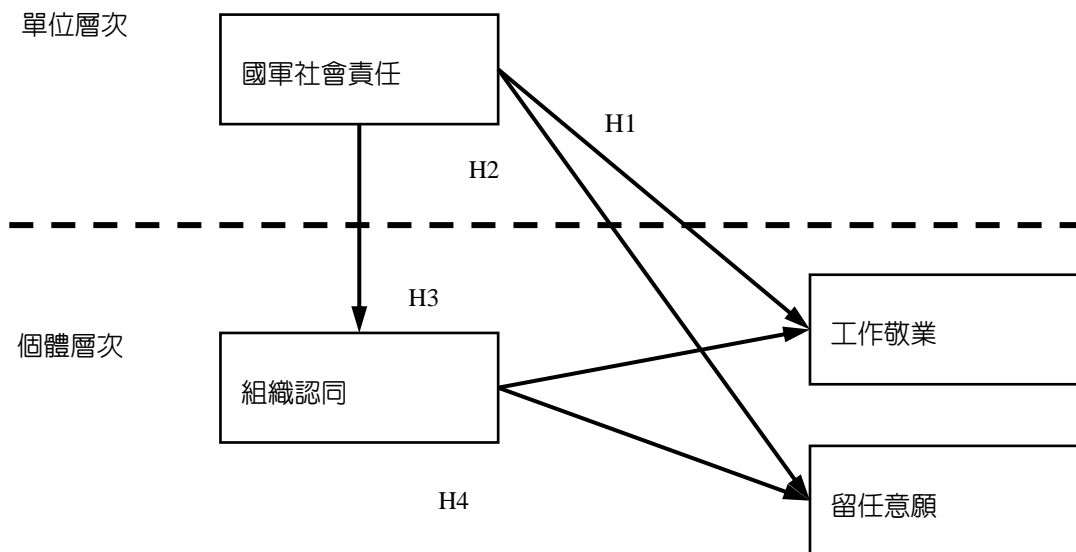 單位層次
國軍社會責任
H1
H2
H3
個體層次
工作敬業
組織認同
H4
留任意願